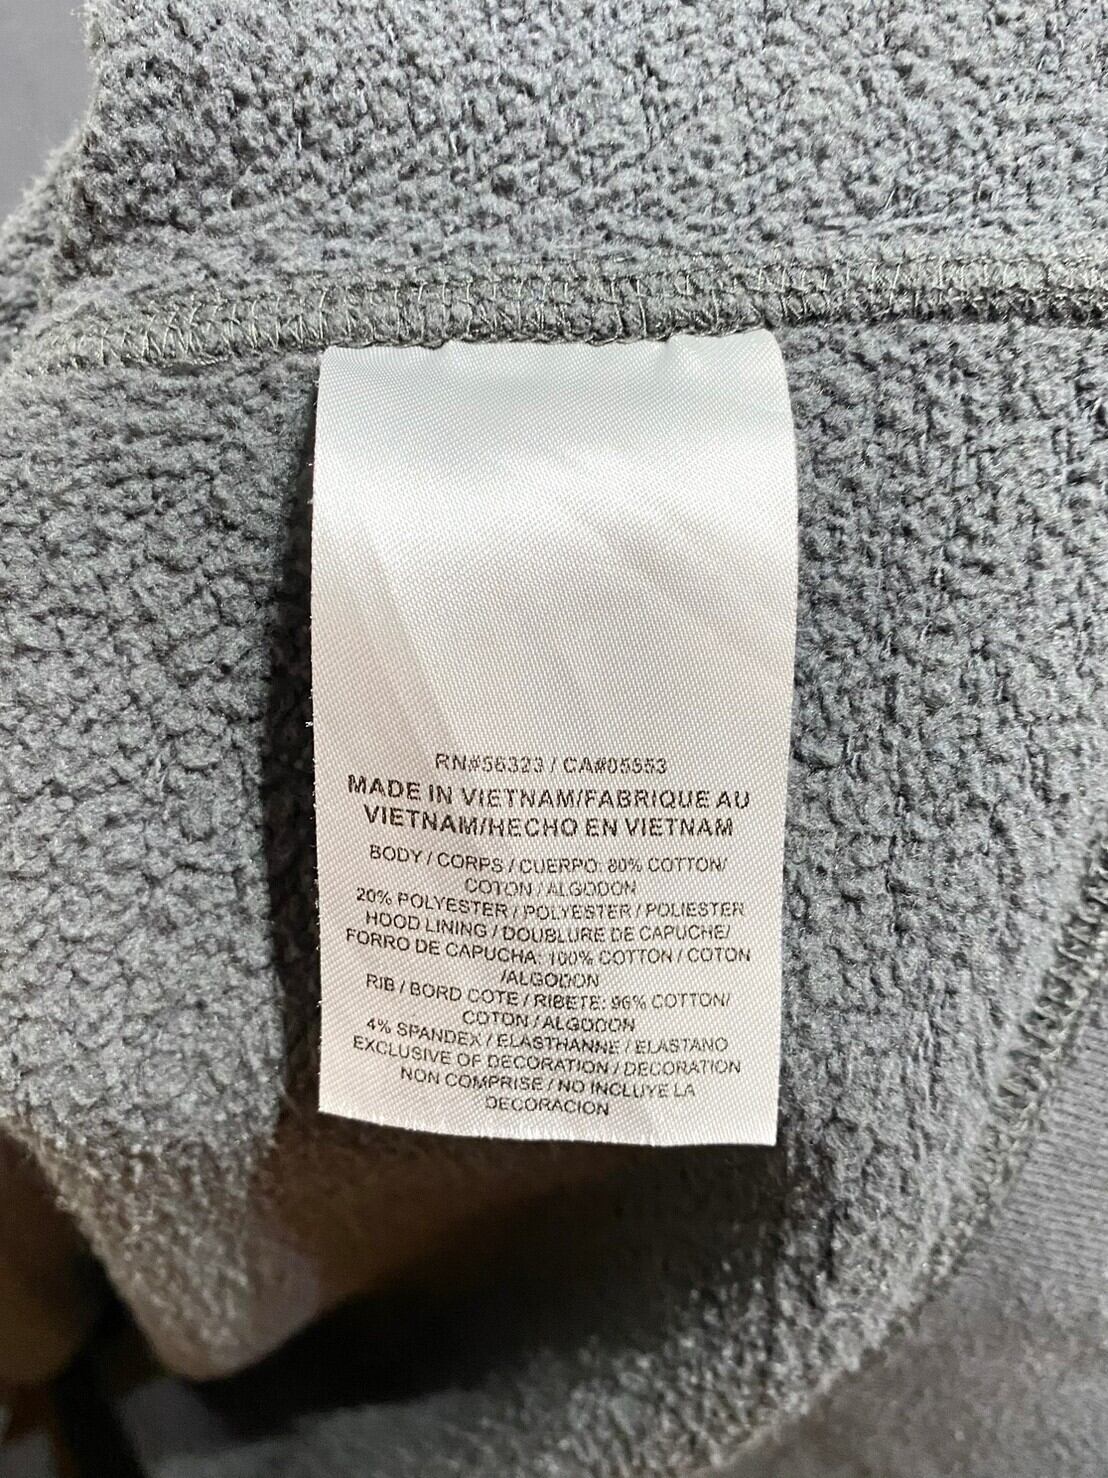 RN#56323 / CA#05553
MADE IN VIETNAM/FABRIQUE AU
VIETNAM/HECHO EN VIETNAM
BODY / CORPS / CUERPO: 80% COTTON/
COTON / ALGODON
20% POLYESTER / POLYESTER / POLIESTER
HOOD LINING / DOUBLURE DE CAPUCHE/
FORRO DE CAPUCHA: 100% COTTON / COTON
/ALGODON
RIB / BORD COTE / RIBETE: 96% COTTON/
COTON / ALGODON
4% SPANDEX / ELASTHANNE / ELASTANO
EXCLUSIVE OF DECORATION / DECORATION
NON COMPRISE / NO INCLUYE LA
DECORACION